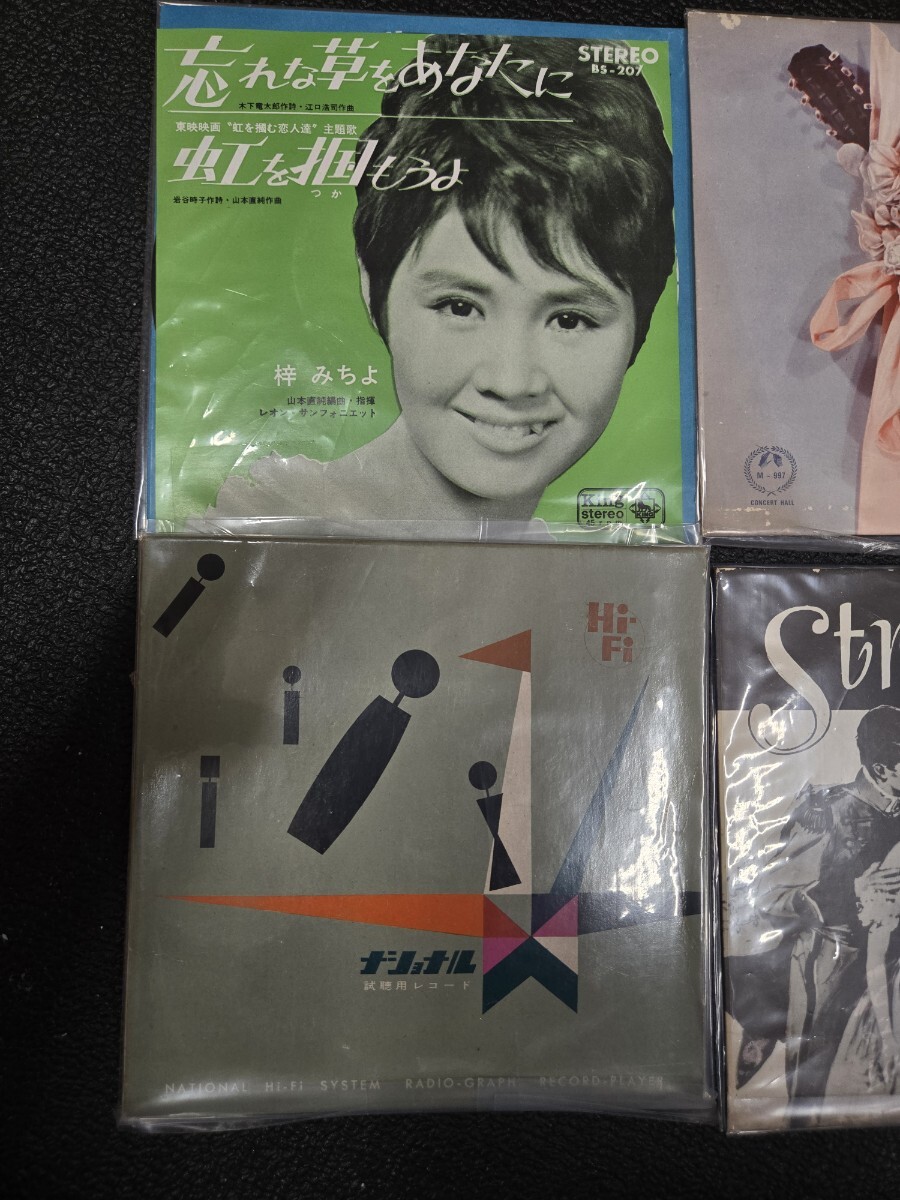 忘れな草をあなたに
STEREO
BS-207
木下竜太郎作詩・江口浩司作曲
東映映画“虹を掴む恋人達”主題歌
虹を掴もうよ
つか
岩谷時子作詩・山本直純作曲
梓 みちよ
山本直純編曲・指揮
レオン・サンフォニエット
King
stereo
KING
M-997
CONCERT HALL
Hi-
Fi
ナショナル
試聴用レコード
NATIONAL Hi-Fi SYSTEM RADIO-GRAPH RECORD-PLAYER
Str